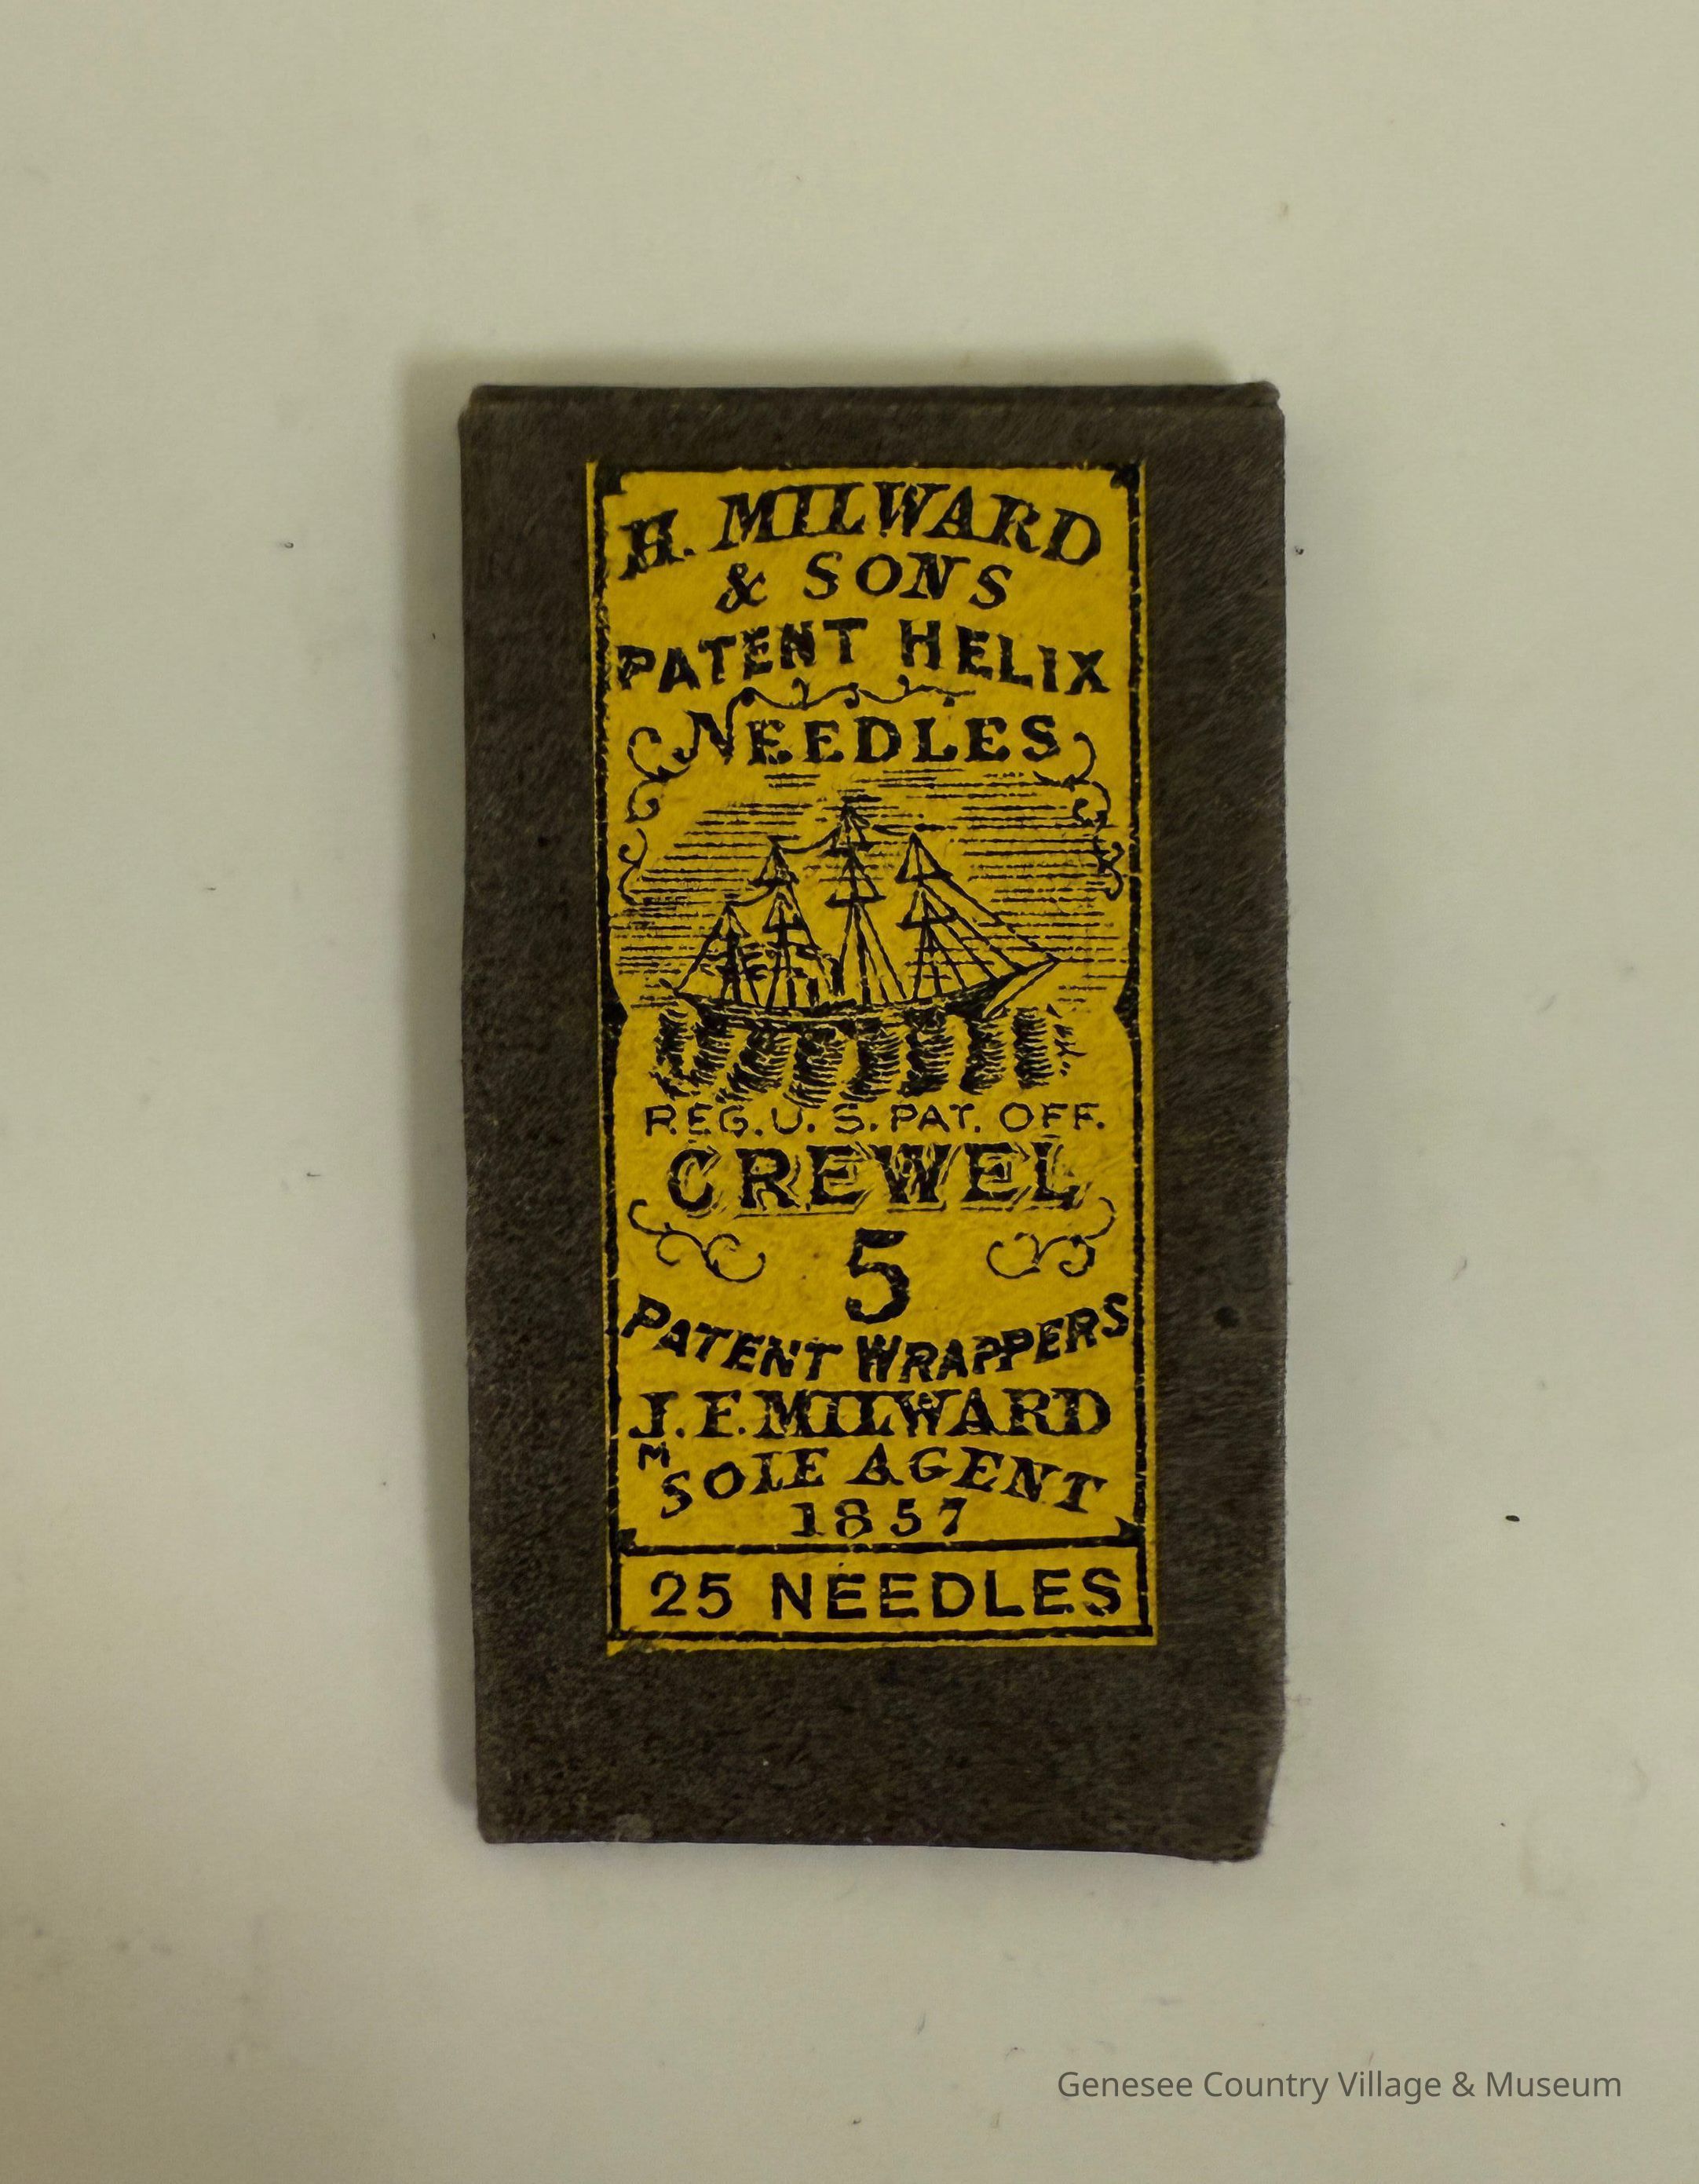 H. MILWARD
& SONS
PATENT HELIX
NEEDLES
REG. U. S. PAT. OFF.
CREWEL
5
PATENT WRAPPERS
J. F. MILWARD
M
SOLE AGENT
1857
25 NEEDLES
Genesee Country Village & Museum